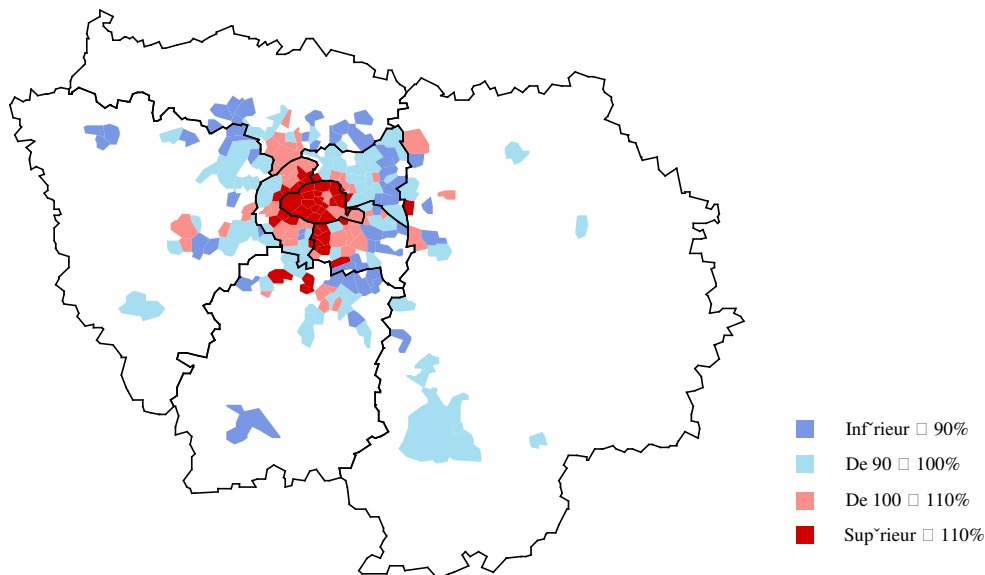 Infˇrieur □ 90%
De 90 □ 100%
De 100 □ 110%
Supˇrieur □ 110%